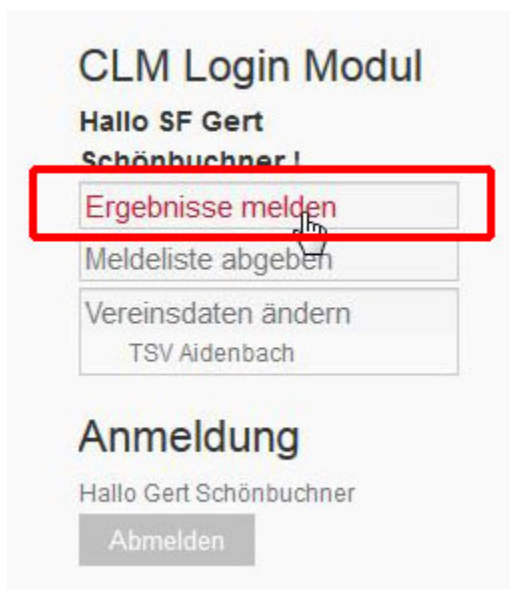 CLM Login Modul
Hallo SF Gert
Schönbuchner !
Ergebnisse melden
Meldeliste abgeben
Vereinsdaten ändern
TSV Aidenbach
Anmeldung
Hallo Gert Schönbuchner
Abmelden